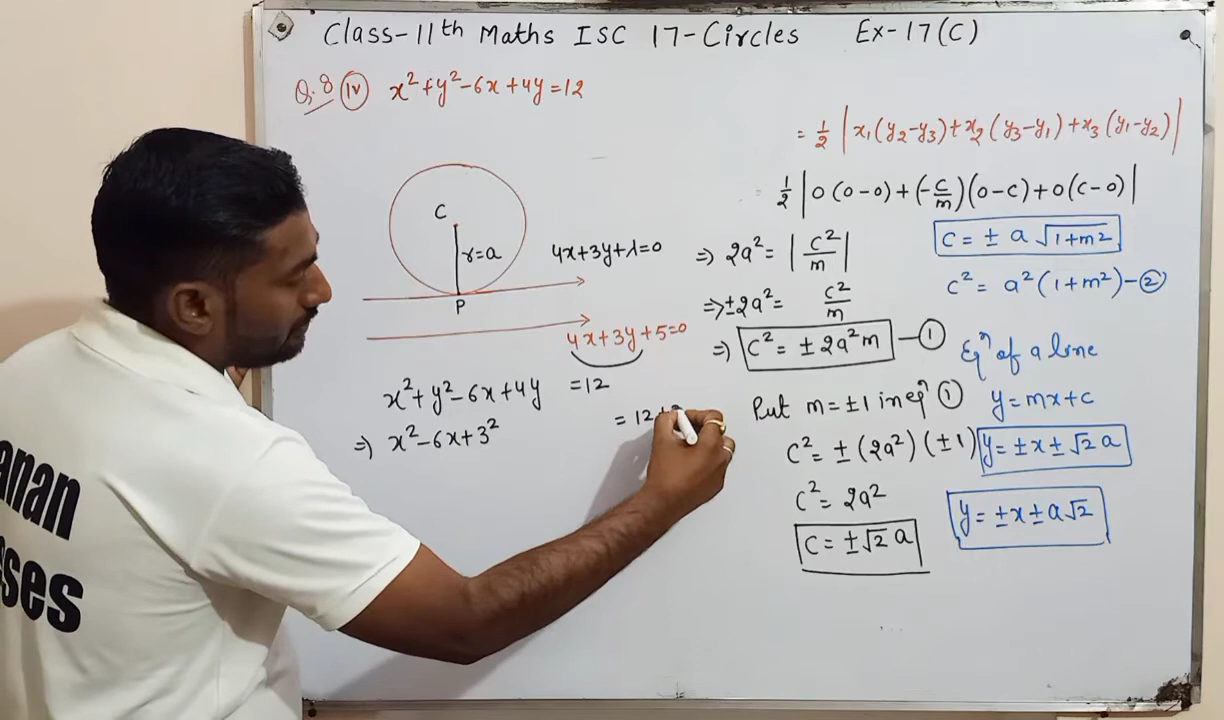 Class-11th Maths ISC 17-Circles Ex-17(C)
Q.8 (iv) x²+y²-6x+4y=12
C
r=a
P
4x+3y+λ=0
4x+3y+5=0
x²+y²-6x+4y =12
⇒ x²-6x+3² = 12+
= 1/2 |x₁(y₂-y₃)+x₂(y₃-y₁)+x₃(y₁-y₂)|
1/2 |0(0-0)+(-c/m)(0-c)+0(c-0)|
⇒ 2a² = |c²/m|
⇒ ±2a² = c²/m
⇒ c² = ±2a²m —①
Put m=±1 in eqⁿ ①
c² = ±(2a²)(±1)
c² = 2a²
c = ±√2 a
c = ± a √1+m²
c² = a²(1+m²)-②
Eqⁿ of a line
y=mx+c
y=±x±√2 a
y=±x±a√2
anan
sses